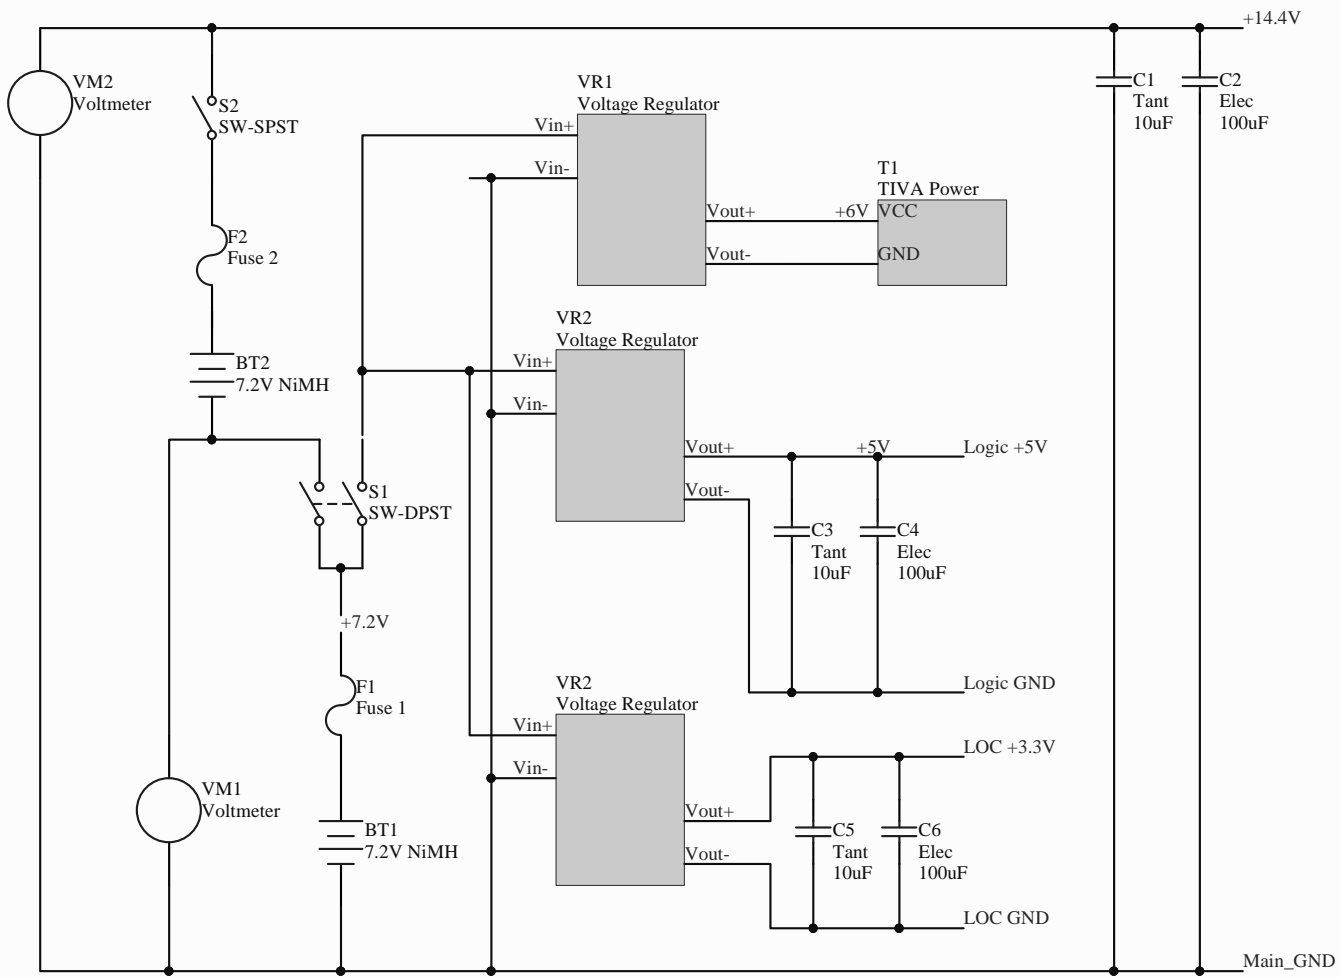 +14.4V
VM2
Voltmeter
S2
SW-SPST
VR1
Voltage Regulator
Vin+
Vin-
Vout+
+6V
Vout-
T1
TIVA Power
VCC
GND
C1
Tant
10uF
C2
Elec
100uF
F2
Fuse 2
BT2
7.2V NiMH
VR2
Voltage Regulator
Vin+
Vin-
Vout+
+5V
Logic +5V
Vout-
S1
SW-DPST
C3
Tant
10uF
C4
Elec
100uF
+7.2V
Logic GND
F1
Fuse 1
VR2
Voltage Regulator
Vin+
Vin-
LOC +3.3V
VM1
Voltmeter
Vout+
Vout-
BT1
7.2V NiMH
C5
Tant
10uF
C6
Elec
100uF
LOC GND
Main_GND